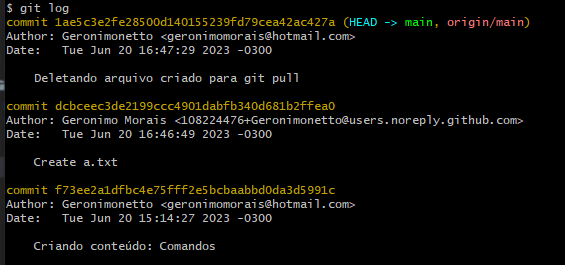 $ git log
commit 1ae5c3e2fe28500d140155239fd79cea42ac427a (HEAD -> main, origin/main)
Author: Geronimonetto <geronimomorais@hotmail.com>
Date:   Tue Jun 20 16:47:29 2023 -0300
    Deletando arquivo criado para git pull
commit dcbceec3de2199ccc4901dabfb340d681b2ffea0
Author: Geronimo Morais <108224476+Geronimonetto@users.noreply.github.com>
Date:   Tue Jun 20 16:46:49 2023 -0300
    Create a.txt
commit f73ee2a1dfbc4e75fff2e5bcbaabbd0da3d5991c
Author: Geronimonetto <geronimomorais@hotmail.com>
Date:   Tue Jun 20 15:14:27 2023 -0300
    Criando conteúdo: Comandos